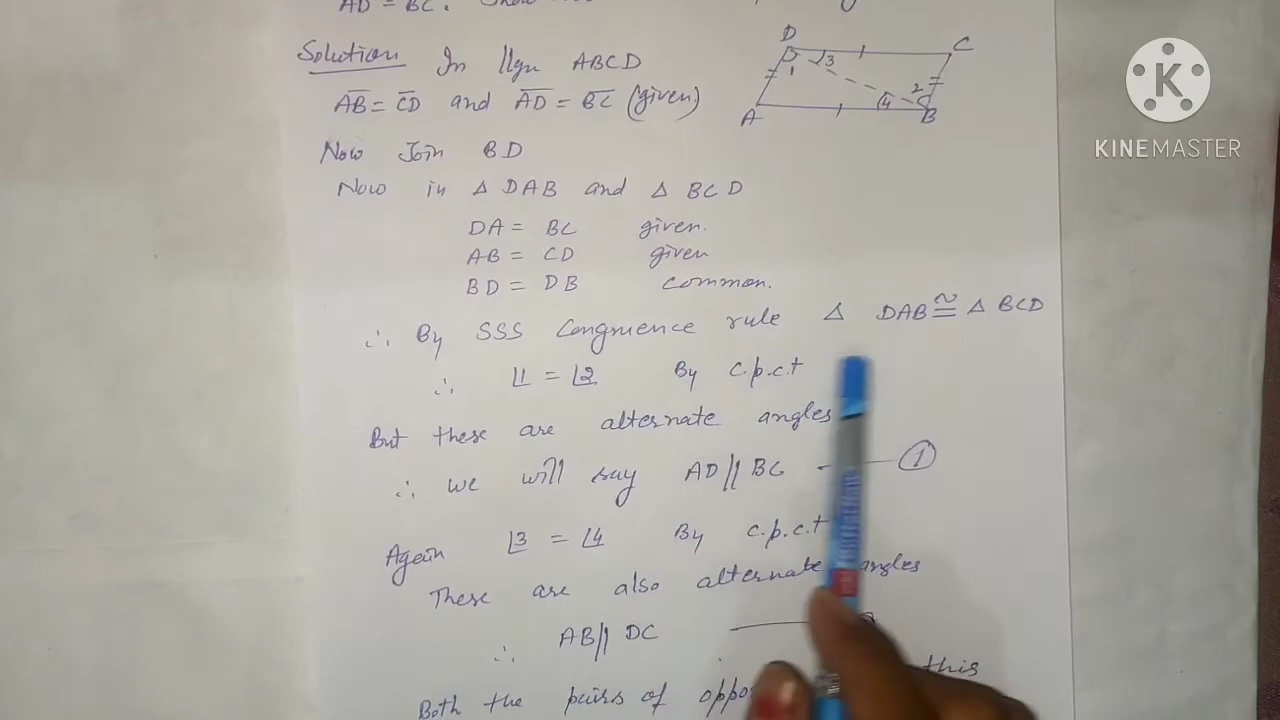 AD = BC.
Solution In ||gm ABCD
AB = CD and AD = BC (given)
Now Join BD
Now in Δ DAB and Δ BCD
DA = BC given.
AB = CD given
BD = DB common.
∴ By SSS Congruence rule Δ DAB ≅ Δ BCD
∴ ∠1 = ∠2 By c.p.c.t
But these are alternate angles
∴ we will say AD || BC - ①
Again ∠3 = ∠4 By c.p.c.t
These are also alternate angles
∴ AB || DC
Both the pairs of this
D C
1 3
2 4
A B
K
KINEMASTER